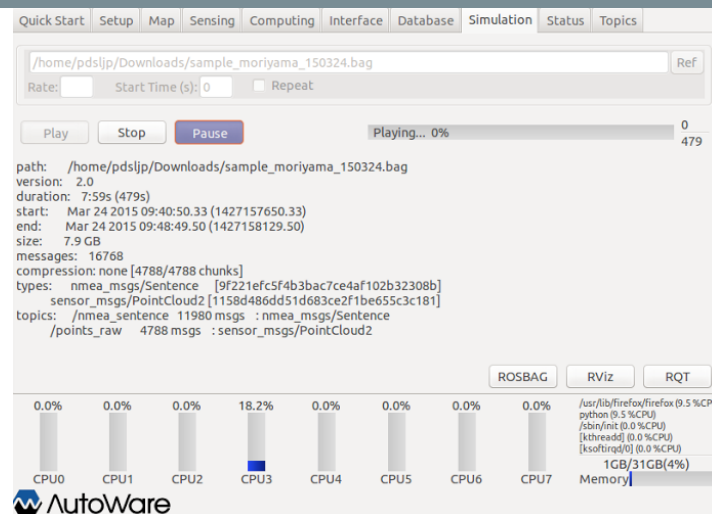 Quick Start Setup Map Sensing Computing Interface Database Simulation Status Topics
/home/pdsljp/Downloads/sample_moriyama_150324.bag Ref
Rate: Start Time (s): 0 Repeat
Play Stop Pause Playing... 0% 0
479
path: /home/pdsljp/Downloads/sample_moriyama_150324.bag
version: 2.0
duration: 7:59s (479s)
start: Mar 24 2015 09:40:50.33 (1427157650.33)
end: Mar 24 2015 09:48:49.50 (1427158129.50)
size: 7.9 GB
messages: 16768
compression: none [4788/4788 chunks]
types: nmea_msgs/Sentence [9f221efc5f4b3bac7ce4af102b32308b]
sensor_msgs/PointCloud2 [1158d486dd51d683ce2f1be655c3c181]
topics: /nmea_sentence 11980 msgs : nmea_msgs/Sentence
/points_raw 4788 msgs : sensor_msgs/PointCloud2
ROSBAG RViz RQT
0.0% 0.0% 0.0% 18.2% 0.0% 0.0% 0.0% 0.0%
CPU0 CPU1 CPU2 CPU3 CPU4 CPU5 CPU6 CPU7
/usr/lib/firefox/firefox (9.5 %CP
python (9.5 %CPU)
/sbin/init (0.0 %CPU)
[kthreadd] (0.0 %CPU)
[ksoftirqd/0] (0.0 %CPU)
1GB/31GB(4%)
Memory
AutoWare